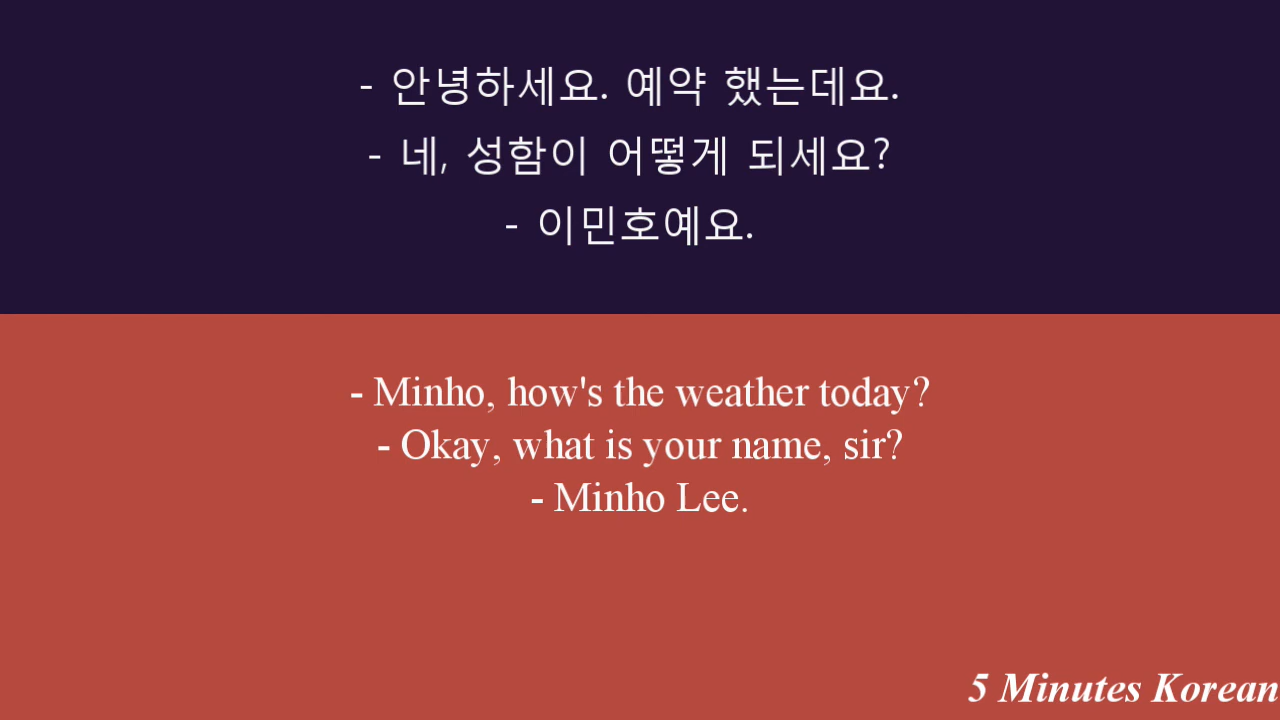 - 안녕하세요. 예약 했는데요.
- 네, 성함이 어떻게 되세요?
- 이민호예요.
- Minho, how's the weather today?
- Okay, what is your name, sir?
- Minho Lee.
5 Minutes Korean